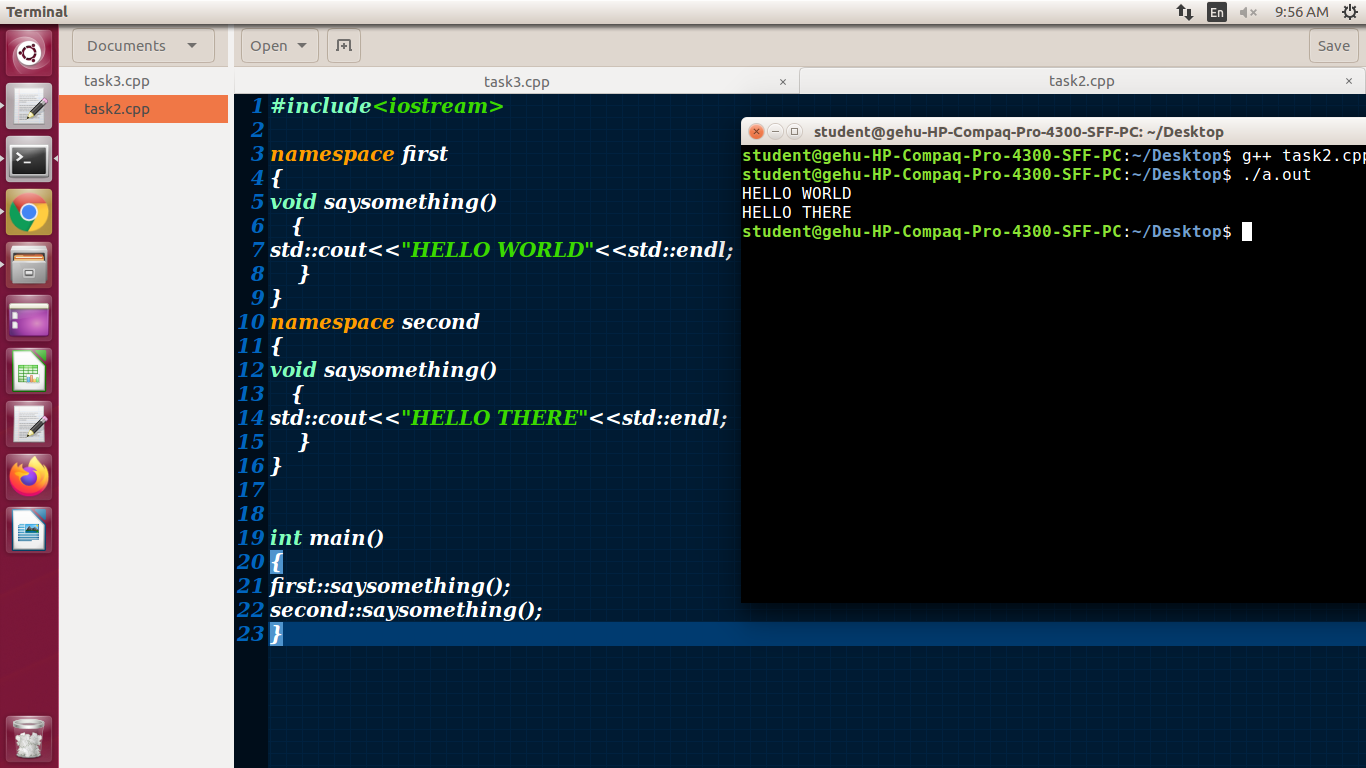 Terminal
En
9:56 AM
Documents
Open
Save
task3.cpp
task2.cpp
task3.cpp
task2.cpp
1 #include<iostream>
2
3 namespace first
4 {
5 void saysomething()
6 {
7 std::cout<<"HELLO WORLD"<<std::endl;
8 }
9 }
10 namespace second
11 {
12 void saysomething()
13 {
14 std::cout<<"HELLO THERE"<<std::endl;
15 }
16 }
17
18
19 int main()
20 {
21 first::saysomething();
22 second::saysomething();
23 }
student@gehu-HP-Compaq-Pro-4300-SFF-PC: ~/Desktop
student@gehu-HP-Compaq-Pro-4300-SFF-PC:~/Desktop$ g++ task2.cpp
student@gehu-HP-Compaq-Pro-4300-SFF-PC:~/Desktop$ ./a.out
HELLO WORLD
HELLO THERE
student@gehu-HP-Compaq-Pro-4300-SFF-PC:~/Desktop$